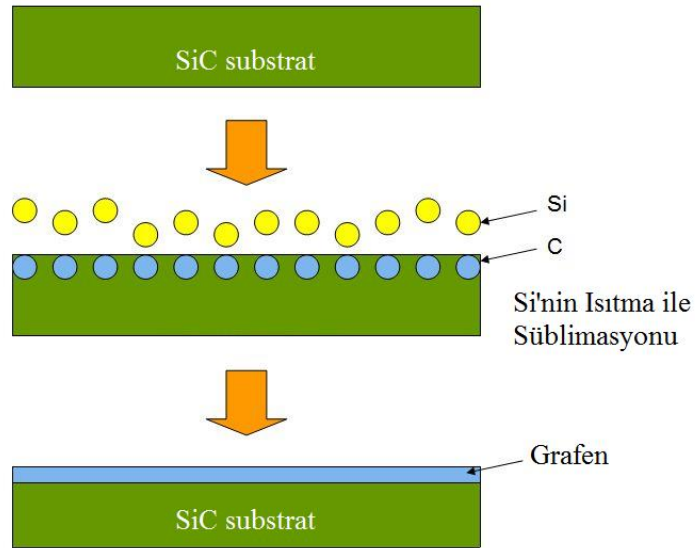 SiC substrat
Si
C
Si'nin Isıtma ile
Süblimasyonu
Grafen
SiC substrat